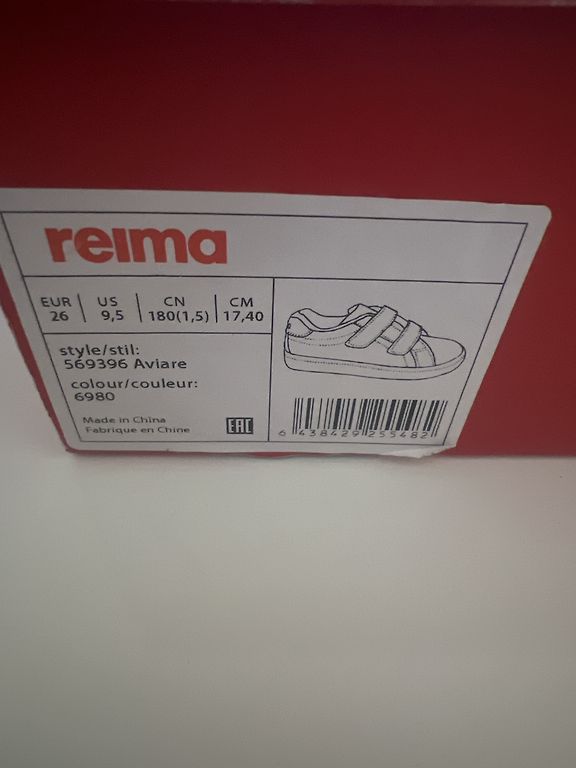 reima
EUR 26 | US 9,5 | CN 180(1,5) | CM 17,40
style/stil:
569396 Aviare
colour/couleur:
6980
Made in China
Fabrique en Chine
EAC
6 438429 255482